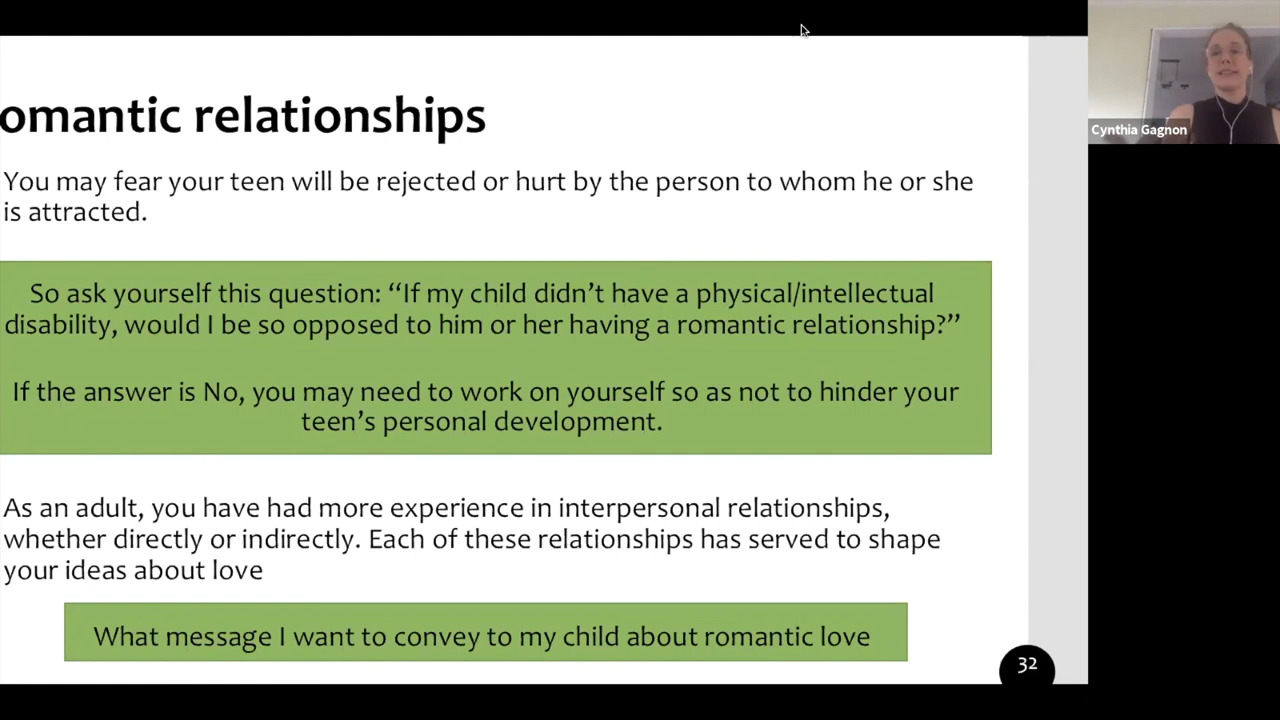 omantic relationships
You may fear your teen will be rejected or hurt by the person to whom he or she
is attracted.
So ask yourself this question: “If my child didn’t have a physical/intellectual
disability, would I be so opposed to him or her having a romantic relationship?”
If the answer is No, you may need to work on yourself so as not to hinder your
teen’s personal development.
As an adult, you have had more experience in interpersonal relationships,
whether directly or indirectly. Each of these relationships has served to shape
your ideas about love
What message I want to convey to my child about romantic love
32
Cynthia Gagnon